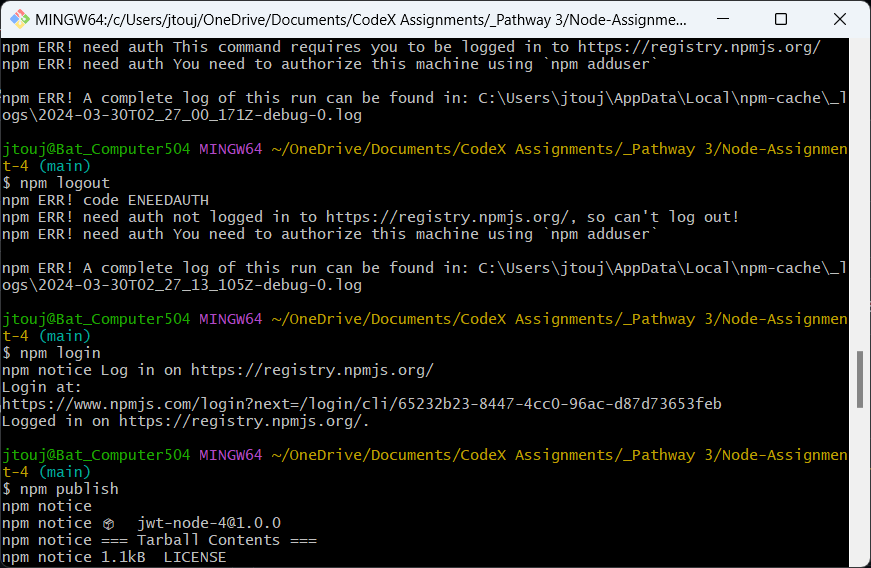 MINGW64:/c/Users/jtouj/OneDrive/Documents/CodeX Assignments/_Pathway 3/Node-Assignme...
npm ERR! need auth This command requires you to be logged in to https://registry.npmjs.org/
npm ERR! need auth You need to authorize this machine using `npm adduser`
npm ERR! A complete log of this run can be found in: C:\Users\jtouj\AppData\Local\npm-cache\_l
ogs\2024-03-30T02_27_00_171Z-debug-0.log
jtouj@Bat_Computer504 MINGW64 ~/OneDrive/Documents/CodeX Assignments/_Pathway 3/Node-Assignmen
t-4 (main)
$ npm logout
npm ERR! code ENEEDAUTH
npm ERR! need auth not logged in to https://registry.npmjs.org/, so can't log out!
npm ERR! need auth You need to authorize this machine using `npm adduser`
npm ERR! A complete log of this run can be found in: C:\Users\jtouj\AppData\Local\npm-cache\_l
ogs\2024-03-30T02_27_13_105Z-debug-0.log
jtouj@Bat_Computer504 MINGW64 ~/OneDrive/Documents/CodeX Assignments/_Pathway 3/Node-Assignmen
t-4 (main)
$ npm login
npm notice Log in on https://registry.npmjs.org/
Login at:
https://www.npmjs.com/login?next=/login/cli/65232b23-8447-4cc0-96ac-d87d73653feb
Logged in on https://registry.npmjs.org/.
jtouj@Bat_Computer504 MINGW64 ~/OneDrive/Documents/CodeX Assignments/_Pathway 3/Node-Assignmen
t-4 (main)
$ npm publish
npm notice
npm notice 📦  jwt-node-4@1.0.0
npm notice === Tarball Contents ===
npm notice 1.1kB  LICENSE